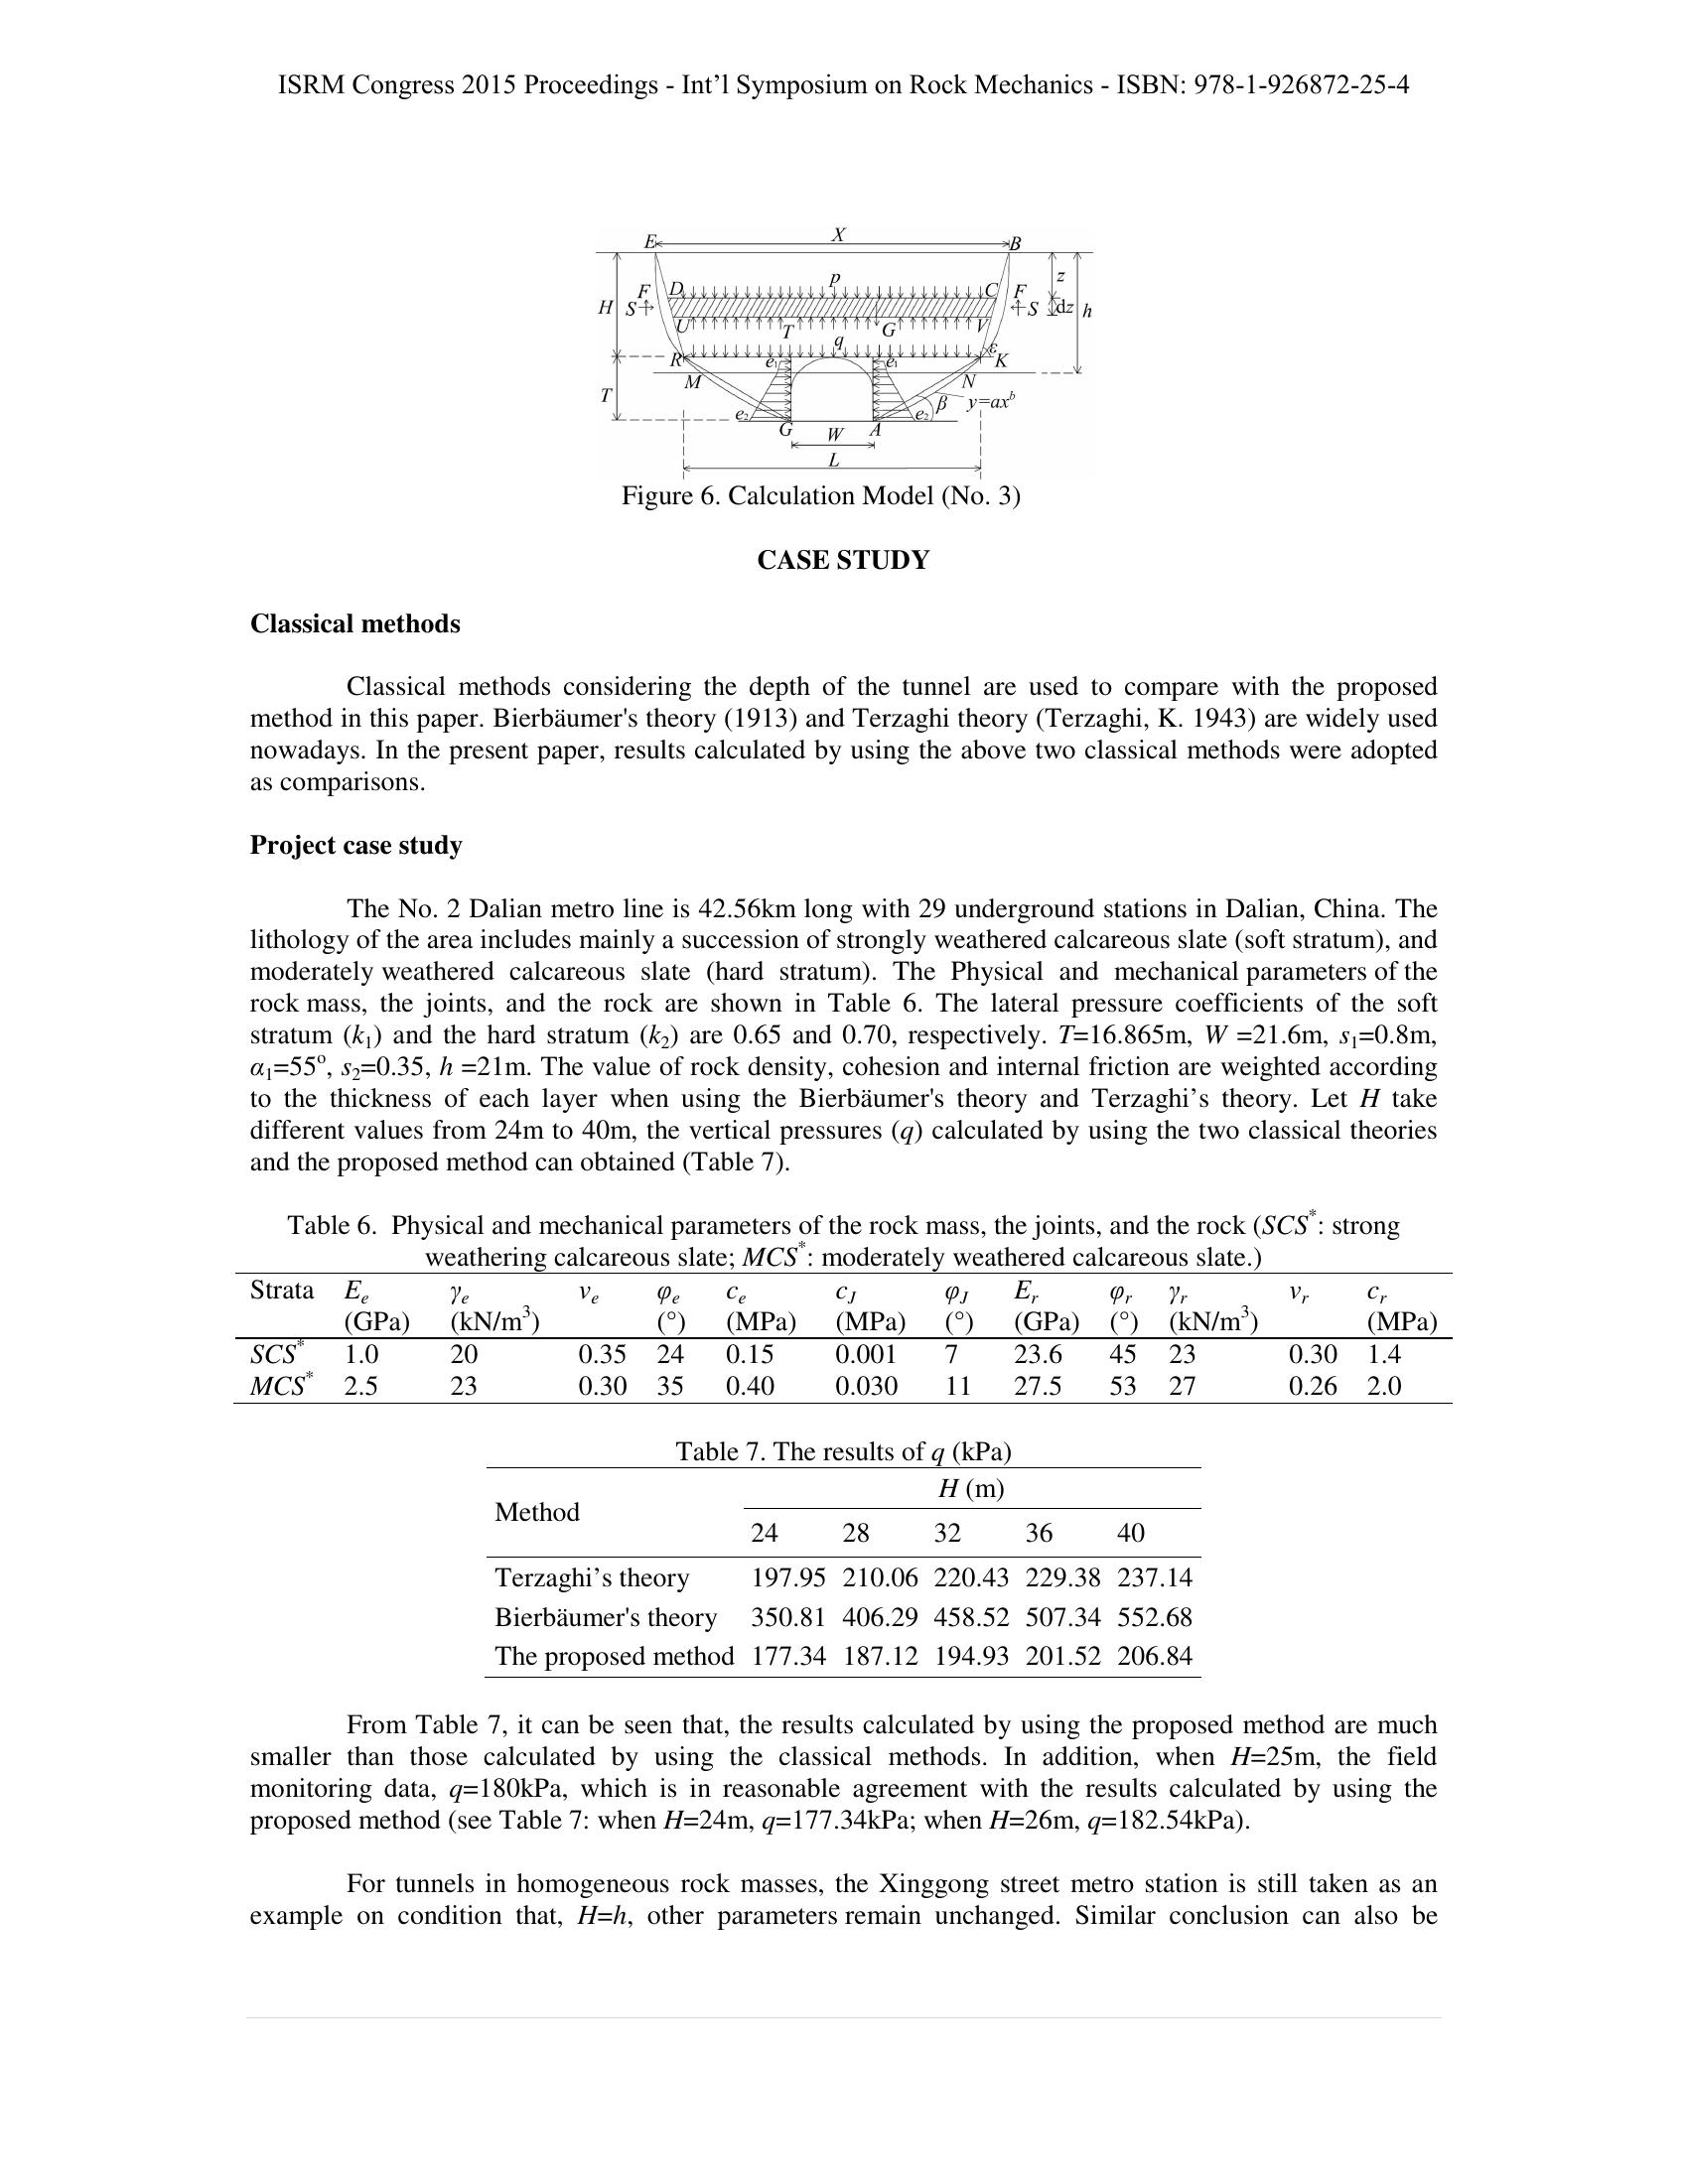 ISRM Congress 2015 Proceedings - Int’l Symposium on Rock Mechanics - ISBN: 978-1-926872-25-4
E X B
z
p
F D C F
H S S dz h
U T G V
q
R e1 e1 ε K
M N
T β y=ax^b
e2 e2
G W A
L
Figure 6. Calculation Model (No. 3)
CASE STUDY
Classical methods
Classical methods considering the depth of the tunnel are used to compare with the proposed
method in this paper. Bierbäumer's theory (1913) and Terzaghi theory (Terzaghi, K. 1943) are widely used
nowadays. In the present paper, results calculated by using the above two classical methods were adopted
as comparisons.
Project case study
The No. 2 Dalian metro line is 42.56km long with 29 underground stations in Dalian, China. The
lithology of the area includes mainly a succession of strongly weathered calcareous slate (soft stratum), and
moderately weathered calcareous slate (hard stratum). The Physical and mechanical parameters of the
rock mass, the joints, and the rock are shown in Table 6. The lateral pressure coefficients of the soft
stratum (k1) and the hard stratum (k2) are 0.65 and 0.70, respectively. T=16.865m, W =21.6m, s1=0.8m,
α1=55°, s2=0.35, h =21m. The value of rock density, cohesion and internal friction are weighted according
to the thickness of each layer when using the Bierbäumer's theory and Terzaghi’s theory. Let H take
different values from 24m to 40m, the vertical pressures (q) calculated by using the two classical theories
and the proposed method can obtained (Table 7).
Table 6. Physical and mechanical parameters of the rock mass, the joints, and the rock (SCS*: strong
weathering calcareous slate; MCS*: moderately weathered calcareous slate.)
Strata Ee γe νe φe ce cJ φJ Er φr γr νr cr
(GPa) (kN/m³) (°) (MPa) (MPa) (°) (GPa) (°) (kN/m³) (MPa)
SCS* 1.0 20 0.35 24 0.15 0.001 7 23.6 45 23 0.30 1.4
MCS* 2.5 23 0.30 35 0.40 0.030 11 27.5 53 27 0.26 2.0
Table 7. The results of q (kPa)
Method H (m)
24 28 32 36 40
Terzaghi’s theory 197.95 210.06 220.43 229.38 237.14
Bierbäumer's theory 350.81 406.29 458.52 507.34 552.68
The proposed method 177.34 187.12 194.93 201.52 206.84
From Table 7, it can be seen that, the results calculated by using the proposed method are much
smaller than those calculated by using the classical methods. In addition, when H=25m, the field
monitoring data, q=180kPa, which is in reasonable agreement with the results calculated by using the
proposed method (see Table 7: when H=24m, q=177.34kPa; when H=26m, q=182.54kPa).
For tunnels in homogeneous rock masses, the Xinggong street metro station is still taken as an
example on condition that, H=h, other parameters remain unchanged. Similar conclusion can also be